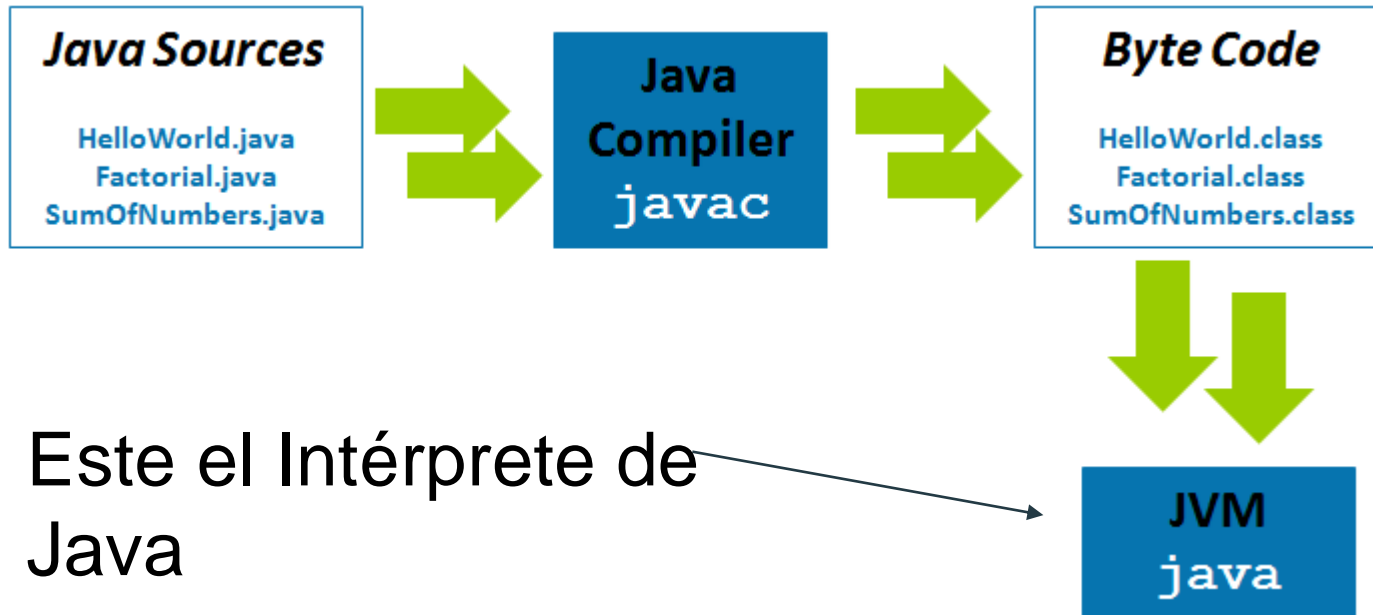 Java Sources
HelloWorld.java
Factorial.java
SumOfNumbers.java
Java
Compiler
javac
Byte Code
HelloWorld.class
Factorial.class
SumOfNumbers.class
Este el Intérprete de
Java
JVM
java